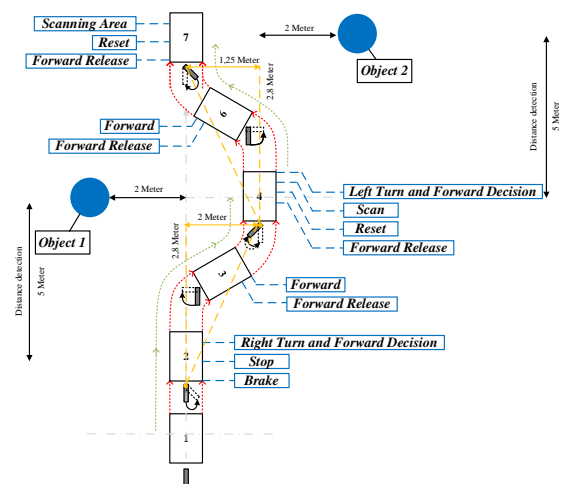 Scanning Area
7
Reset
Forward Release
2 Meter
Object 2
1,25 Meter
2,8 Meter
Distance detection
5 Meter
6
Forward
Forward Release
4
Left Turn and Forward Decision
Scan
Reset
Forward Release
2 Meter
Object 1
2 Meter
2,8 Meter
Distance detection
5 Meter
3
Forward
Forward Release
2
Right Turn and Forward Decision
Stop
Brake
1